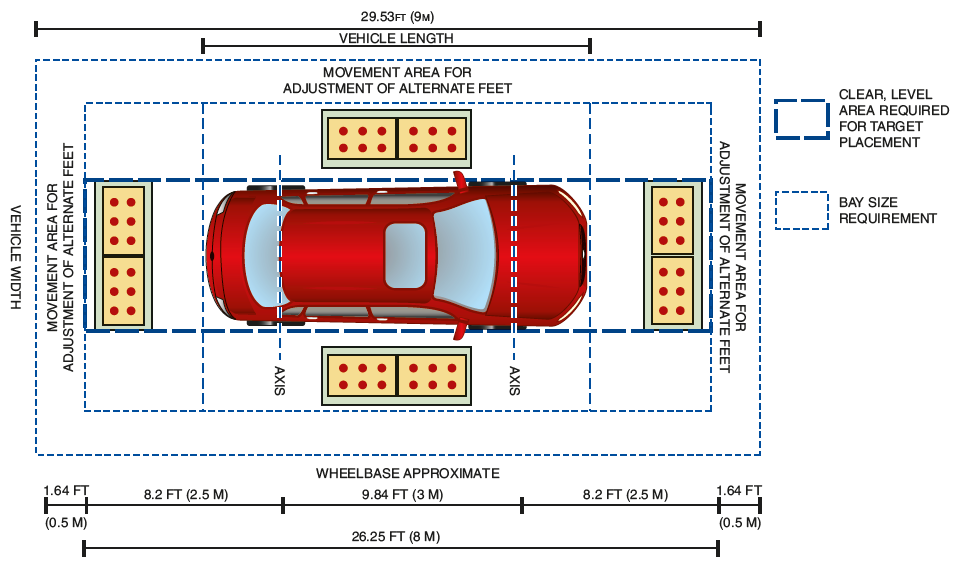 29.53FT (9M)
VEHICLE LENGTH
MOVEMENT AREA FOR
ADJUSTMENT OF ALTERNATE FEET
CLEAR, LEVEL
AREA REQUIRED
FOR TARGET
PLACEMENT
BAY SIZE
REQUIREMENT
VEHICLE WIDTH
MOVEMENT AREA FOR
ADJUSTMENT OF ALTERNATE FEET
MOVEMENT AREA FOR
ADJUSTMENT OF ALTERNATE FEET
AXIS
AXIS
WHEELBASE APPROXIMATE
1.64 FT
(0.5 M)
8.2 FT (2.5 M)
9.84 FT (3 M)
8.2 FT (2.5 M)
1.64 FT
(0.5 M)
26.25 FT (8 M)